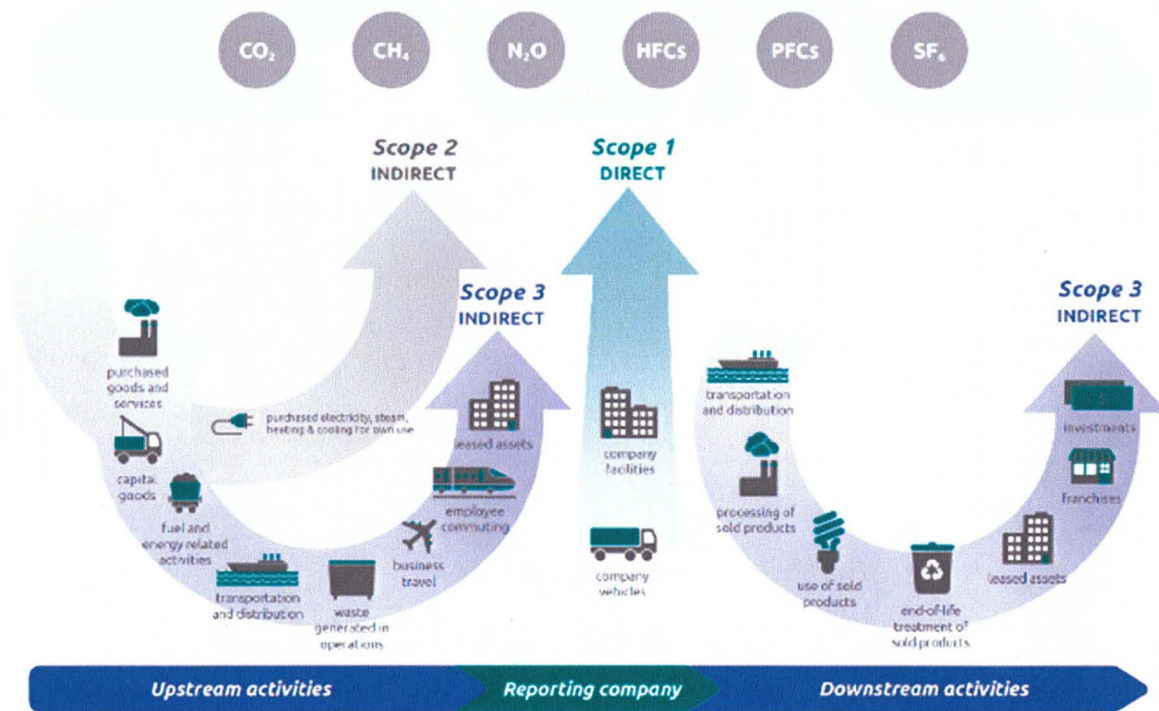 CO₂ CH₄ N₂O HFCs PFCs SF₆
Scope 2
INDIRECT
Scope 1
DIRECT
Scope 3
INDIRECT
Scope 3
INDIRECT
purchased
goods and
services
purchased electricity, steam,
heating & cooling for own use
capital
goods
fuel and
energy related
activities
transportation
and distribution
waste
generated in
operations
business
travel
employee
commuting
leased assets
company
facilities
company
vehicles
transportation
and distribution
processing of
sold products
use of sold
products
end-of-life
treatment of
sold products
leased assets
franchises
investments
Upstream activities
Reporting company
Downstream activities